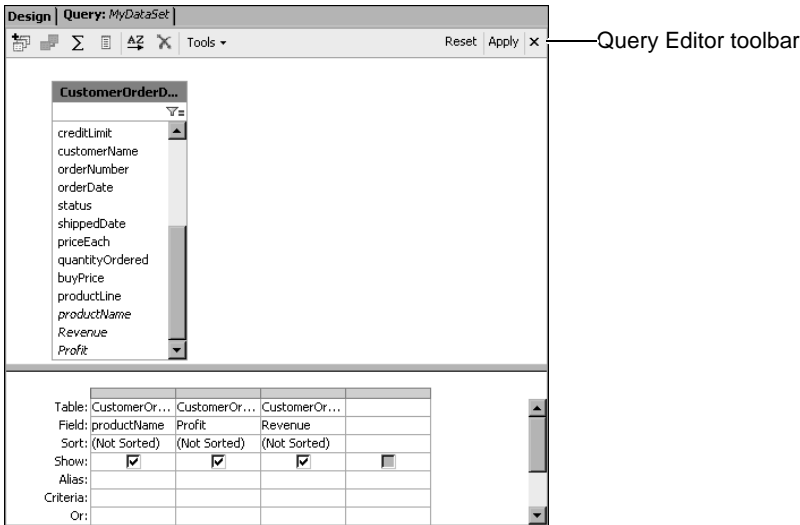 Design Query: MyDataSet
Σ AZ Tools Reset Apply
Query Editor toolbar
CustomerOrderD...
creditLimit
customerName
orderNumber
orderDate
status
shippedDate
priceEach
quantityOrdered
buyPrice
productLine
productName
Revenue
Profit
Table: CustomerOr... CustomerOr... CustomerOr...
Field: productName Profit Revenue
Sort: (Not Sorted) (Not Sorted) (Not Sorted)
Show:
Alias:
Criteria:
Or: